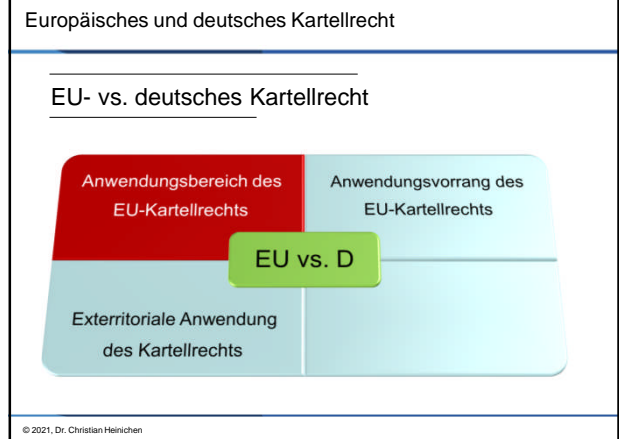 Europäisches und deutsches Kartellrecht
EU- vs. deutsches Kartellrecht
Anwendungsbereich des
EU-Kartellrechts
Anwendungsvorrang des
EU-Kartellrechts
EU vs. D
Exterritoriale Anwendung
des Kartellrechts
© 2021, Dr. Christian Heinichen